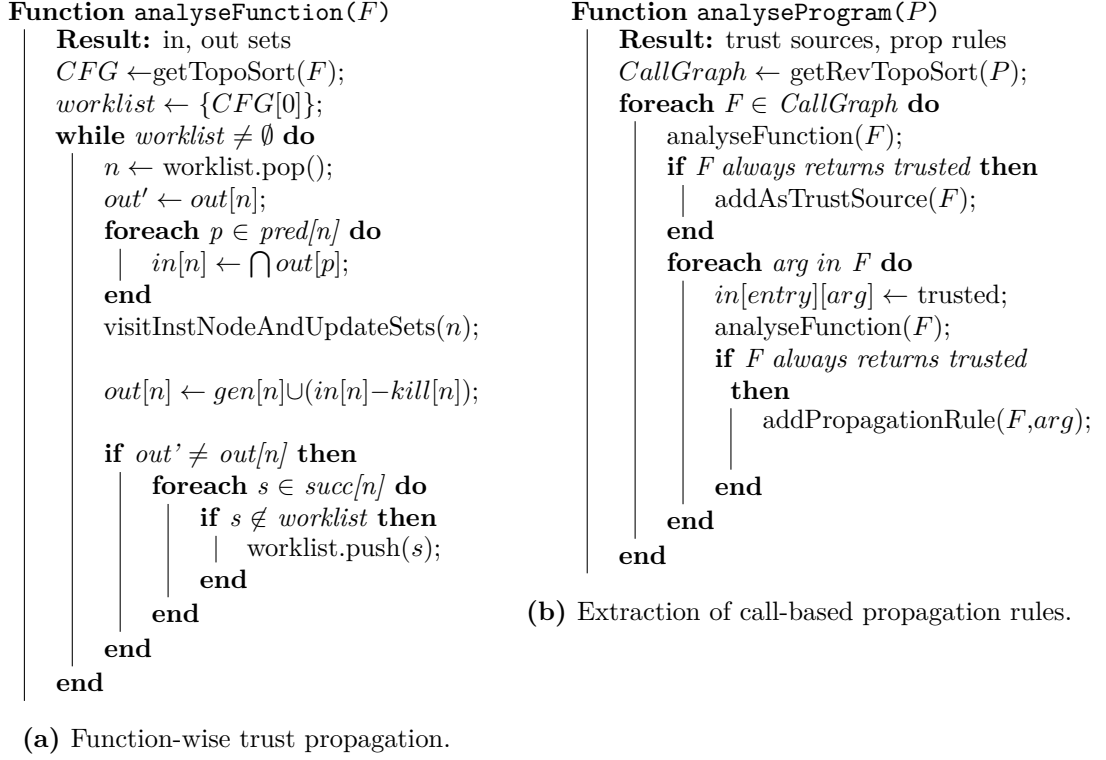 Function analyseFunction(F)
Result: in, out sets
CFG ←getTopoSort(F);
worklist ← {CFG[0]};
while worklist ≠ ∅ do
n ← worklist.pop();
out′ ← out[n];
foreach p ∈ pred[n] do
in[n] ← ⋂ out[p];
end
visitInstNodeAndUpdateSets(n);
out[n] ← gen[n]∪(in[n]−kill[n]);
if out’ ≠ out[n] then
foreach s ∈ succ[n] do
if s ∉ worklist then
worklist.push(s);
end
end
end
end
(a) Function-wise trust propagation.
Function analyseProgram(P)
Result: trust sources, prop rules
CallGraph ← getRevTopoSort(P);
foreach F ∈ CallGraph do
analyseFunction(F);
if F always returns trusted then
addAsTrustSource(F);
end
foreach arg in F do
in[entry][arg] ← trusted;
analyseFunction(F);
if F always returns trusted
then
addPropagationRule(F,arg);
end
end
end
(b) Extraction of call-based propagation rules.